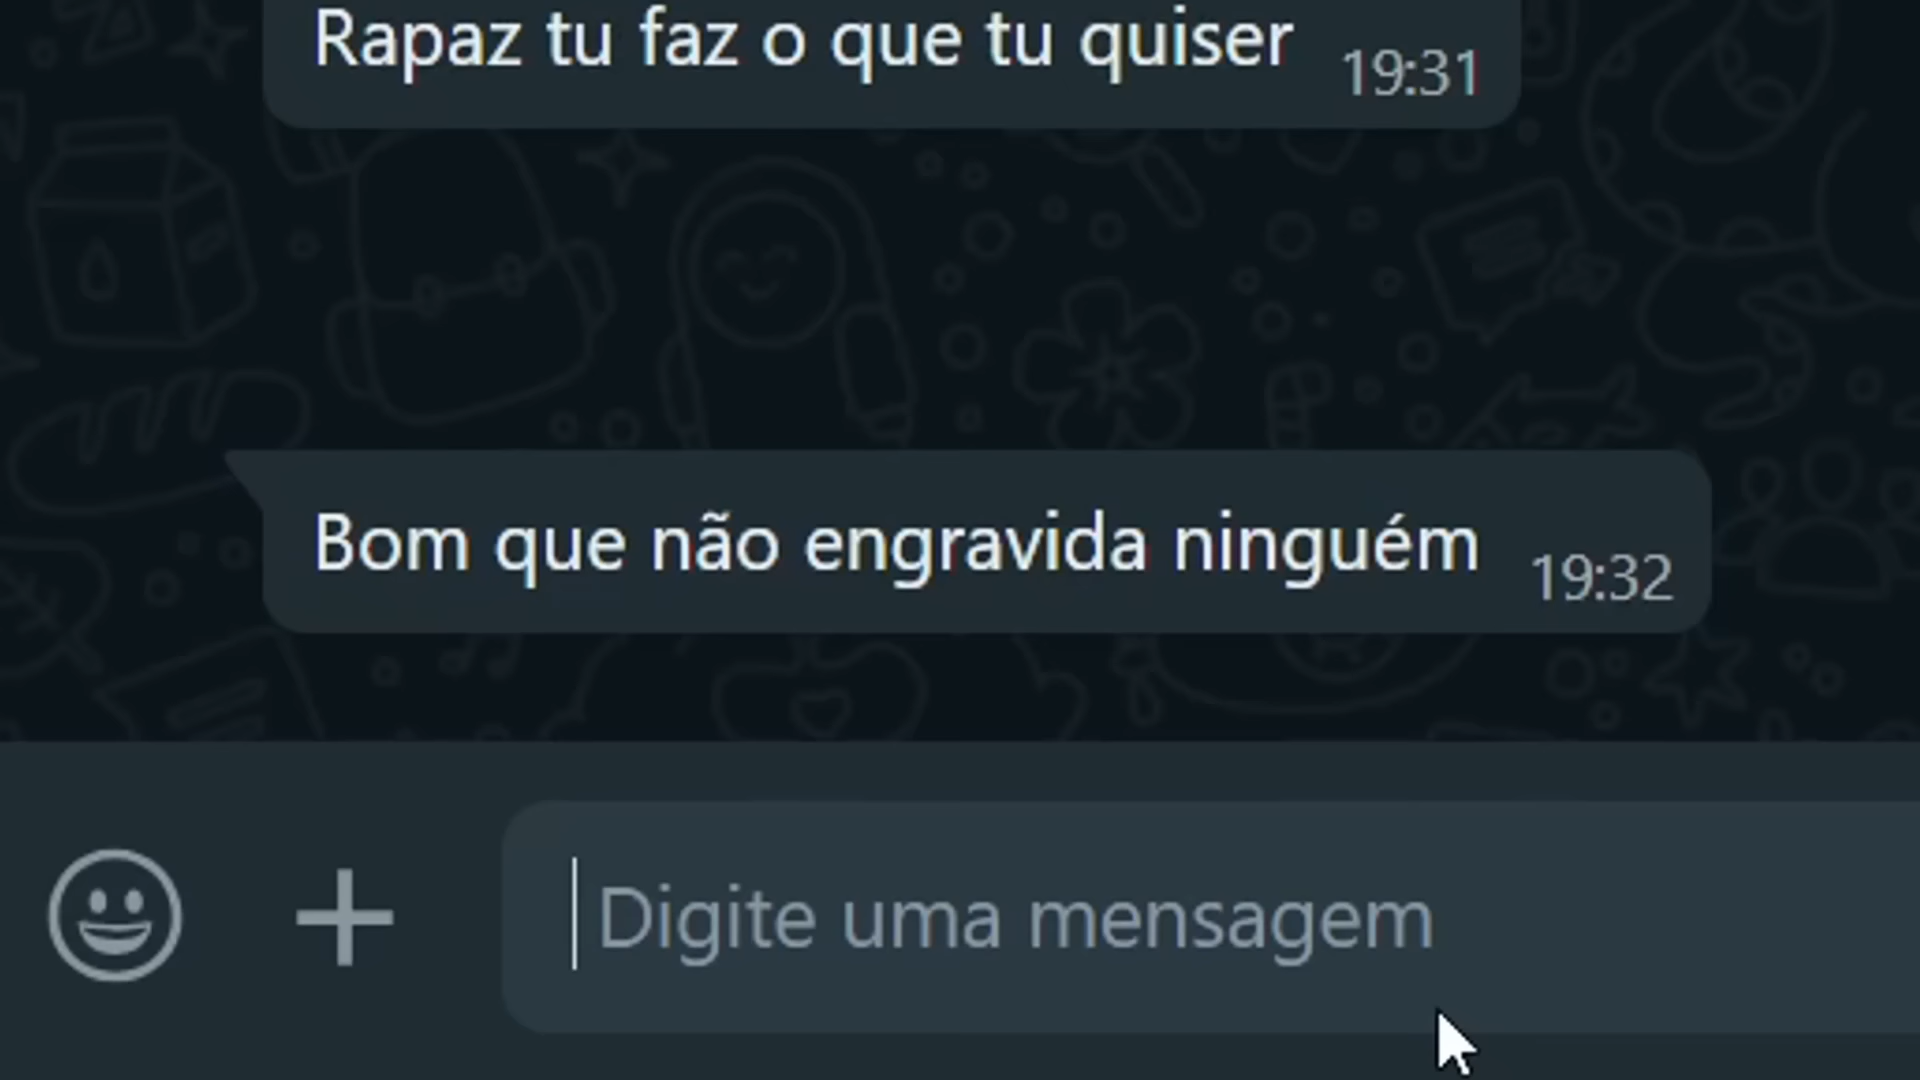 Rapaz tu faz o que tu quiser 19:31
Bom que não engravida ninguém 19:32
Digite uma mensagem